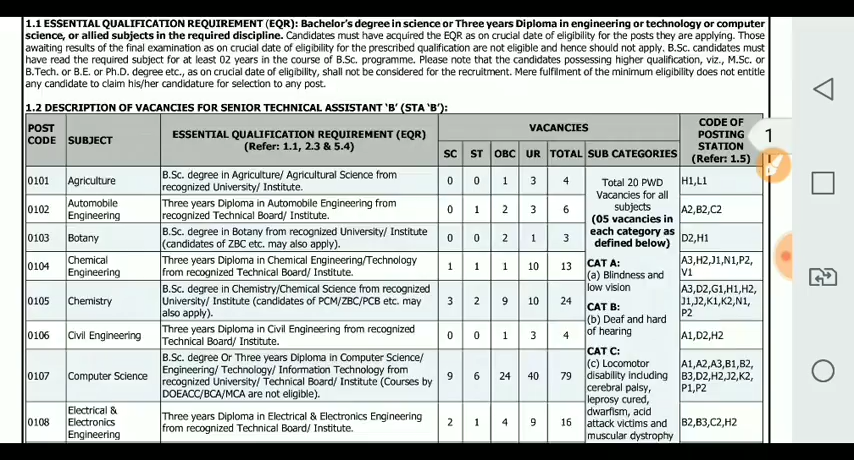 1.1 ESSENTIAL QUALIFICATION REQUIREMENT (EQR): Bachelor's degree in science or Three years Diploma in engineering or technology or computer
science, or allied subjects in the required discipline. Candidates must have acquired the EQR as on crucial date of eligibility for the posts they are applying. Those
awaiting results of the final examination as on crucial date of eligibility for the prescribed qualification are not eligible and hence should not apply. B.Sc. candidates must
have read the required subject for at least 02 years in the course of B.Sc. programme. Please note that the candidates possessing higher qualification, viz., M.Sc. or
B.Tech. or B.E. or Ph.D. degree etc., as on crucial date of eligibility, shall not be considered for the recruitment. Mere fulfilment of the minimum eligibility does not entitle
any candidate to claim his/her candidature for selection to any post.
1.2 DESCRIPTION OF VACANCIES FOR SENIOR TECHNICAL ASSISTANT 'B' (STA 'B'):
POST CODE SUBJECT ESSENTIAL QUALIFICATION REQUIREMENT (EQR) (Refer: 1.1, 2.3 & 5.4) VACANCIES CODE OF POSTING STATION (Refer: 1.5) 1
SC ST OBC UR TOTAL SUB CATEGORIES
0101 Agriculture B.Sc. degree in Agriculture/ Agricultural Science from
recognized University/ Institute. 0 0 1 3 4 H1,L1
0102 Automobile Engineering Three years Diploma in Automobile Engineering from
recognized Technical Board/ Institute. 0 1 2 3 6 A2,B2,C2
0103 Botany B.Sc. degree in Botany from recognized University/ Institute
(candidates of ZBC etc. may also apply). 0 0 2 1 3 D2,H1
0104 Chemical Engineering Three years Diploma in Chemical Engineering/Technology
from recognized Technical Board/ Institute. 1 1 1 10 13 A3,H2,J1,N1,P2,
V1
0105 Chemistry B.Sc. degree in Chemistry/Chemical Science from recognized
University/ Institute (candidates of PCM/ZBC/PCB etc. may
also apply). 3 2 9 10 24 A3,D2,G1,H1,H2,
J1,J2,K1,K2,N1,
P2
0106 Civil Engineering Three years Diploma in Civil Engineering from recognized
Technical Board/ Institute. 0 0 1 3 4 A1,D2,H2
0107 Computer Science B.Sc. degree Or Three years Diploma in Computer Science/
Engineering/ Technology/ Information Technology from
recognized University/ Technical Board/ Institute (Courses by
DOEACC/BCA/MCA are not eligible). 9 6 24 40 79 A1,A2,A3,B1,B2,
B3,D2,H2,J2,K2,
P1,P2
0108 Electrical & Electronics Engineering Three years Diploma in Electrical & Electronics Engineering
from recognized Technical Board/ Institute. 2 1 4 9 16 B2,B3,C2,H2
Total 20 PWD
Vacancies for all
subjects
(05 vacancies in
each category as
defined below)
CAT A:
(a) Blindness and
low vision
CAT B:
(b) Deaf and hard
of hearing
CAT C:
(c) Locomotor
disability including
cerebral palsy,
leprosy cured,
dwarfism, acid
attack victims and
muscular dystrophy